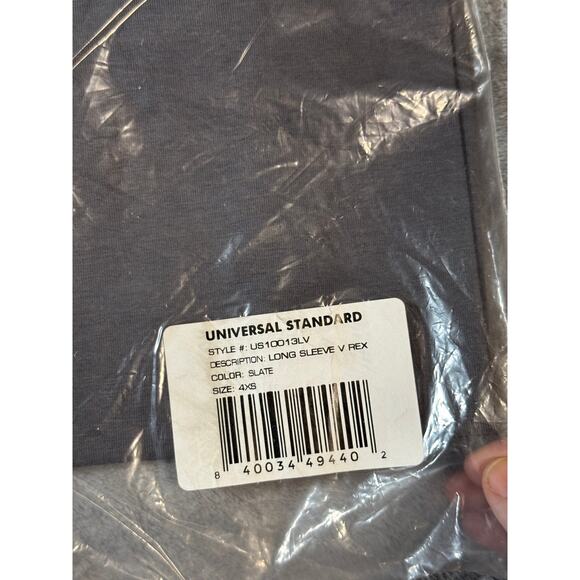 UNIVERSAL STANDARD
STYLE #: US10013LV
DESCRIPTION: LONG SLEEVE V REX
COLOR: SLATE
SIZE: 4XS
8 40034 49440 2